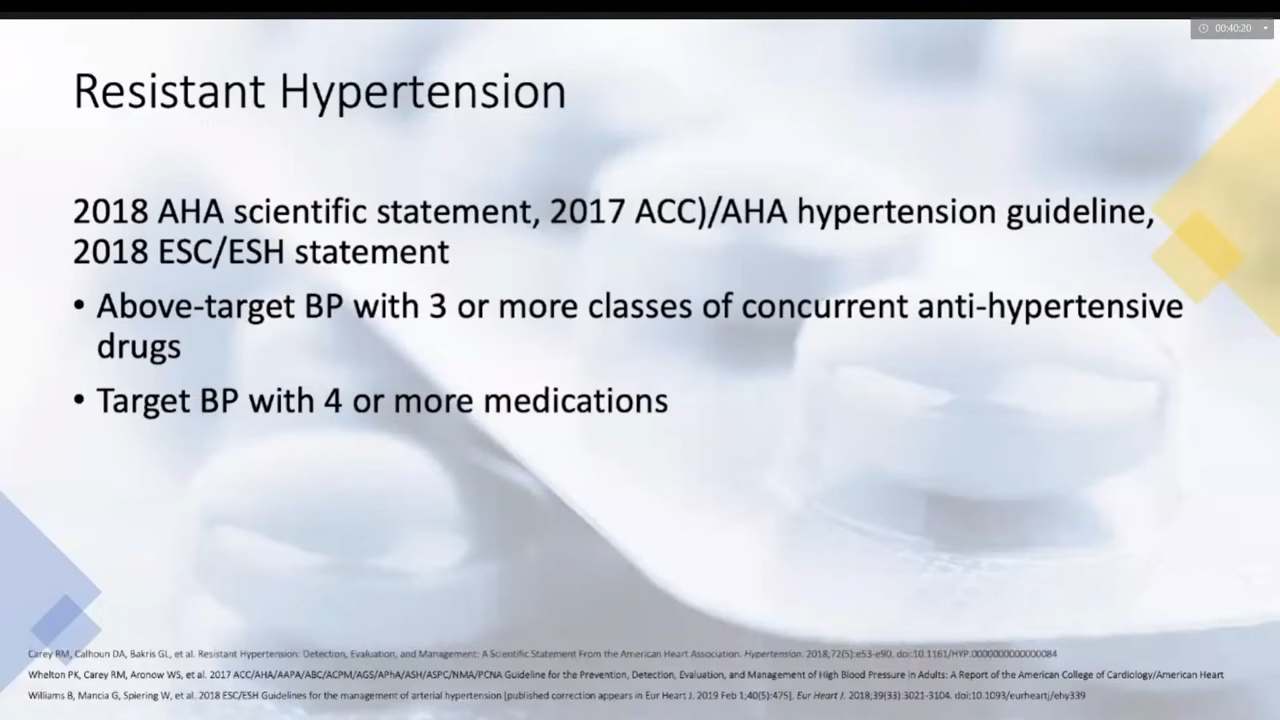 00:40:20
Resistant Hypertension
2018 AHA scientific statement, 2017 ACC)/AHA hypertension guideline,
2018 ESC/ESH statement
• Above-target BP with 3 or more classes of concurrent anti-hypertensive
drugs
• Target BP with 4 or more medications
Carey RM, Calhoun DA, Bakris GL, et al. Resistant Hypertension: Detection, Evaluation, and Management: A Scientific Statement From the American Heart Association. Hypertension. 2018;72(5):e53-e90. doi:10.1161/HYP.0000000000000084
Whelton PK, Carey RM, Aronow WS, et al. 2017 ACC/AHA/AAPA/ABC/ACPM/AGS/APhA/ASH/ASPC/NMA/PCNA Guideline for the Prevention, Detection, Evaluation, and Management of High Blood Pressure in Adults: A Report of the American College of Cardiology/American Heart
Williams B, Mancia G, Spiering W, et al. 2018 ESC/ESH Guidelines for the management of arterial hypertension [published correction appears in Eur Heart J. 2019 Feb 1;40(5):475]. Eur Heart J. 2018;39(33):3021-3104. doi:10.1093/eurheartj/ehy339